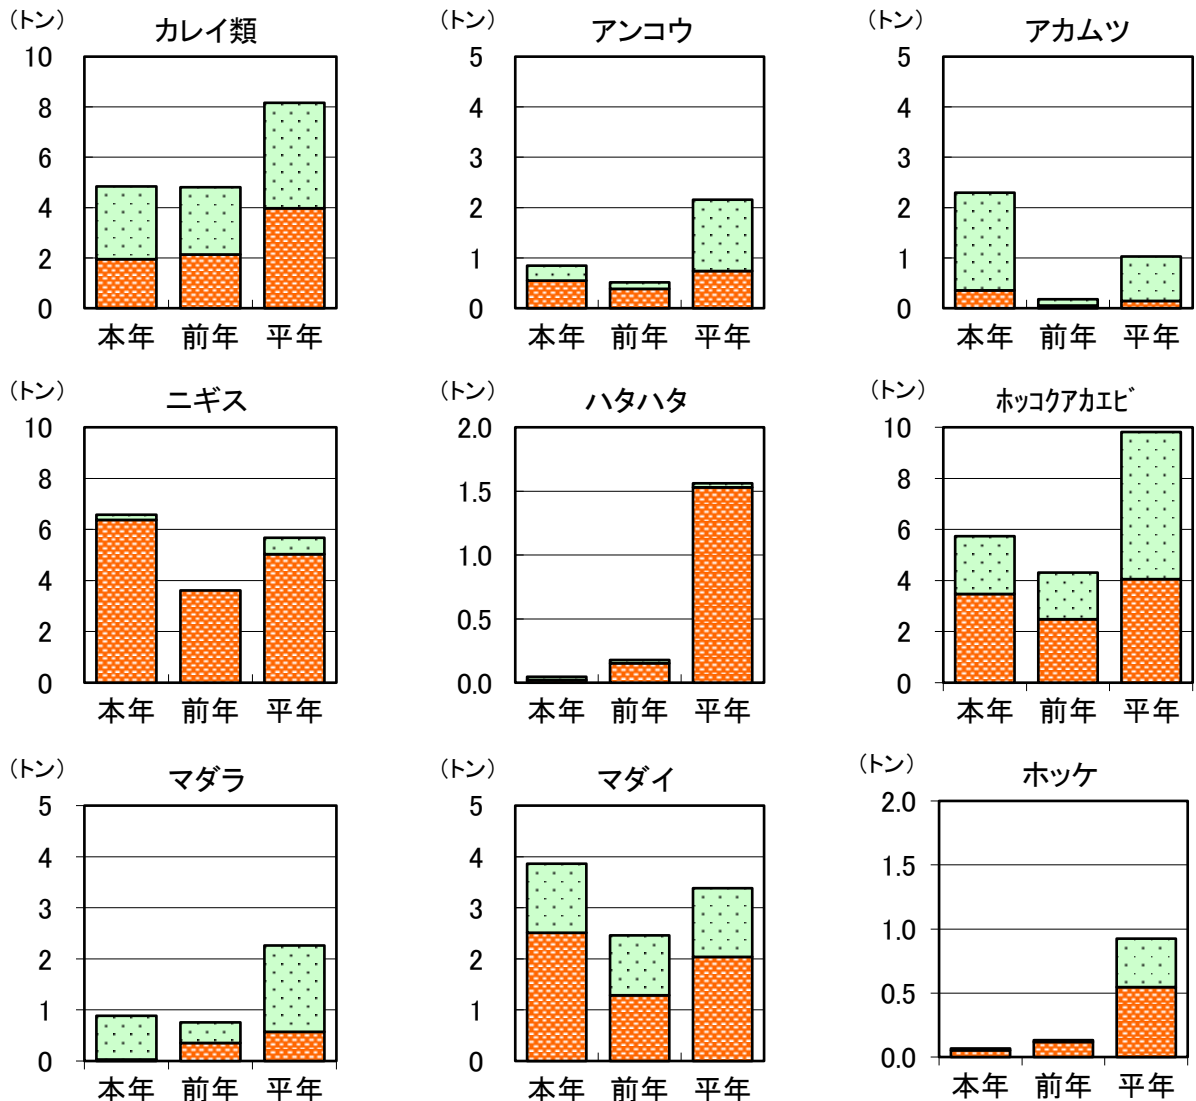 (トン)
カレイ類
10
8
6
4
2
0
本年 前年 平年
(トン)
アンコウ
5
4
3
2
1
0
本年 前年 平年
(トン)
アカムツ
5
4
3
2
1
0
本年 前年 平年
(トン)
ニギス
10
8
6
4
2
0
本年 前年 平年
(トン)
ハタハタ
2.0
1.5
1.0
0.5
0.0
本年 前年 平年
(トン)
ﾎｯｺｸｱｶｴﾋﾞ
10
8
6
4
2
0
本年 前年 平年
(トン)
マダラ
5
4
3
2
1
0
本年 前年 平年
(トン)
マダイ
5
4
3
2
1
0
本年 前年 平年
(トン)
ホッケ
2.0
1.5
1.0
0.5
0.0
本年 前年 平年